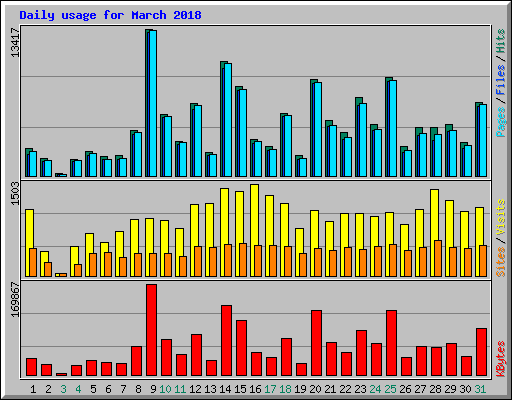 Daily usage for March 2018
13417
Pages / Files / Hits
1503
Sites / Visits
169867
KBytes
1 2 3 4 5 6 7 8 9 10 11 12 13 14 15 16 17 18 19 20 21 22 23 24 25 26 27 28 29 30 31